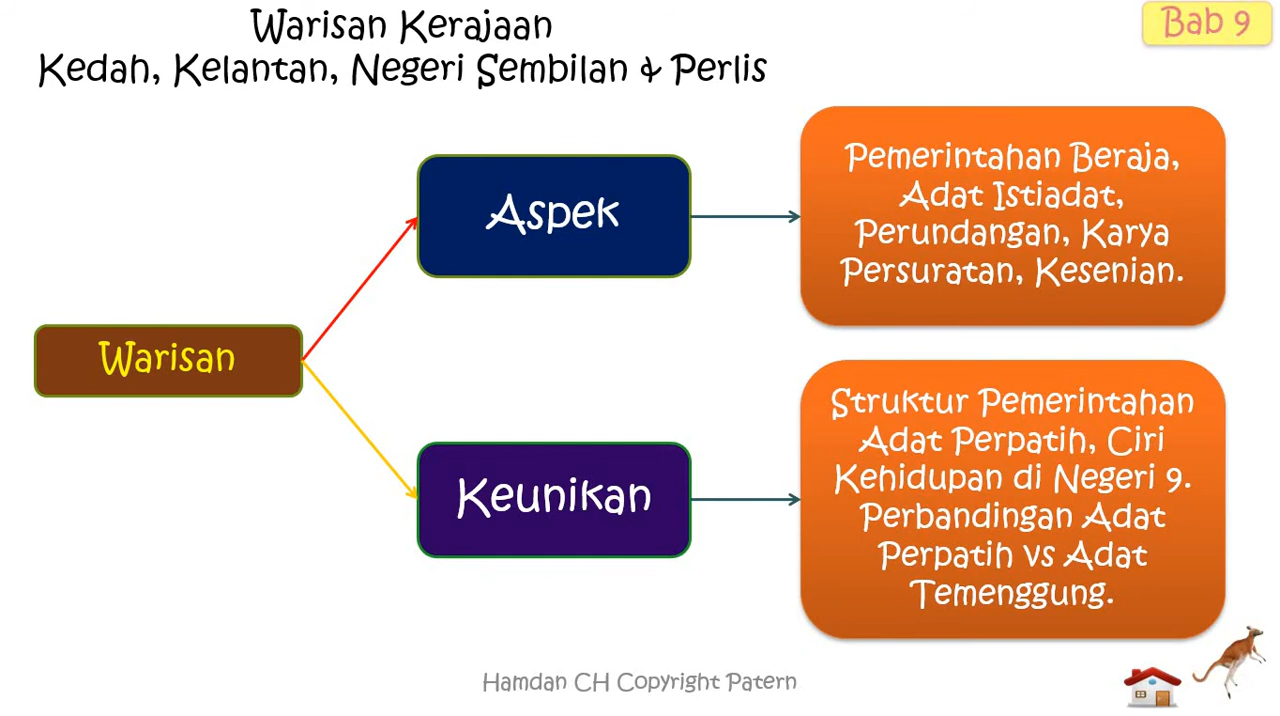 Warisan Kerajaan
Kedah, Kelantan, Negeri Sembilan & Perlis
Bab 9
Warisan
Aspek
Pemerintahan Beraja,
Adat Istiadat,
Perundangan, Karya
Persuratan, Kesenian.
Keunikan
Struktur Pemerintahan
Adat Perpatih, Ciri
Kehidupan di Negeri 9.
Perbandingan Adat
Perpatih vs Adat
Temenggung.
Hamdan CH Copyright Patern